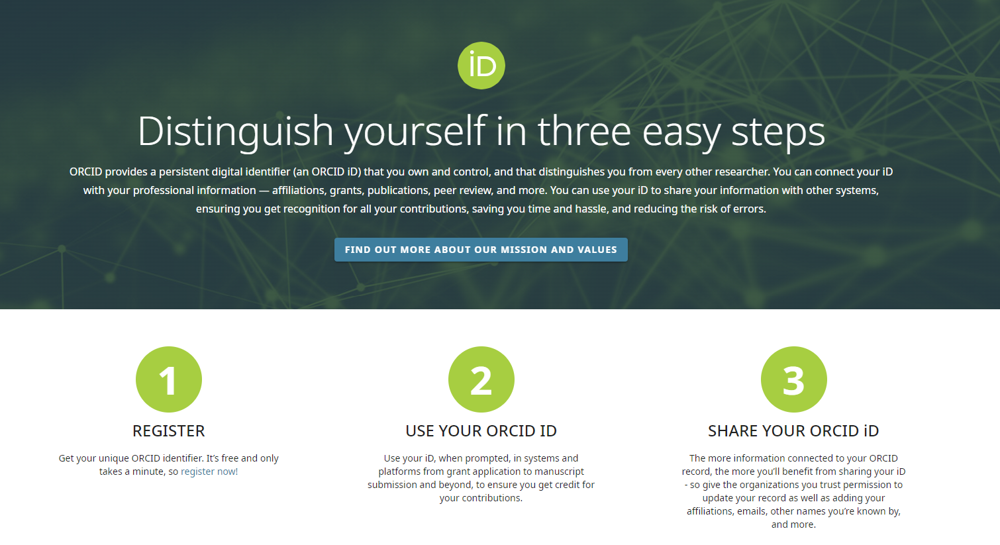 iD
Distinguish yourself in three easy steps
ORCID provides a persistent digital identifier (an ORCID iD) that you own and control, and that distinguishes you from every other researcher. You can connect your iD
with your professional information — affiliations, grants, publications, peer review, and more. You can use your iD to share your information with other systems,
ensuring you get recognition for all your contributions, saving you time and hassle, and reducing the risk of errors.
FIND OUT MORE ABOUT OUR MISSION AND VALUES
1
REGISTER
Get your unique ORCID identifier. It’s free and only
takes a minute, so register now!
2
USE YOUR ORCID ID
Use your iD, when prompted, in systems and
platforms from grant application to manuscript
submission and beyond, to ensure you get credit for
your contributions.
3
SHARE YOUR ORCID iD
The more information connected to your ORCID
record, the more you’ll benefit from sharing your iD
- so give the organizations you trust permission to
update your record as well as adding your
affiliations, emails, other names you’re known by,
and more.